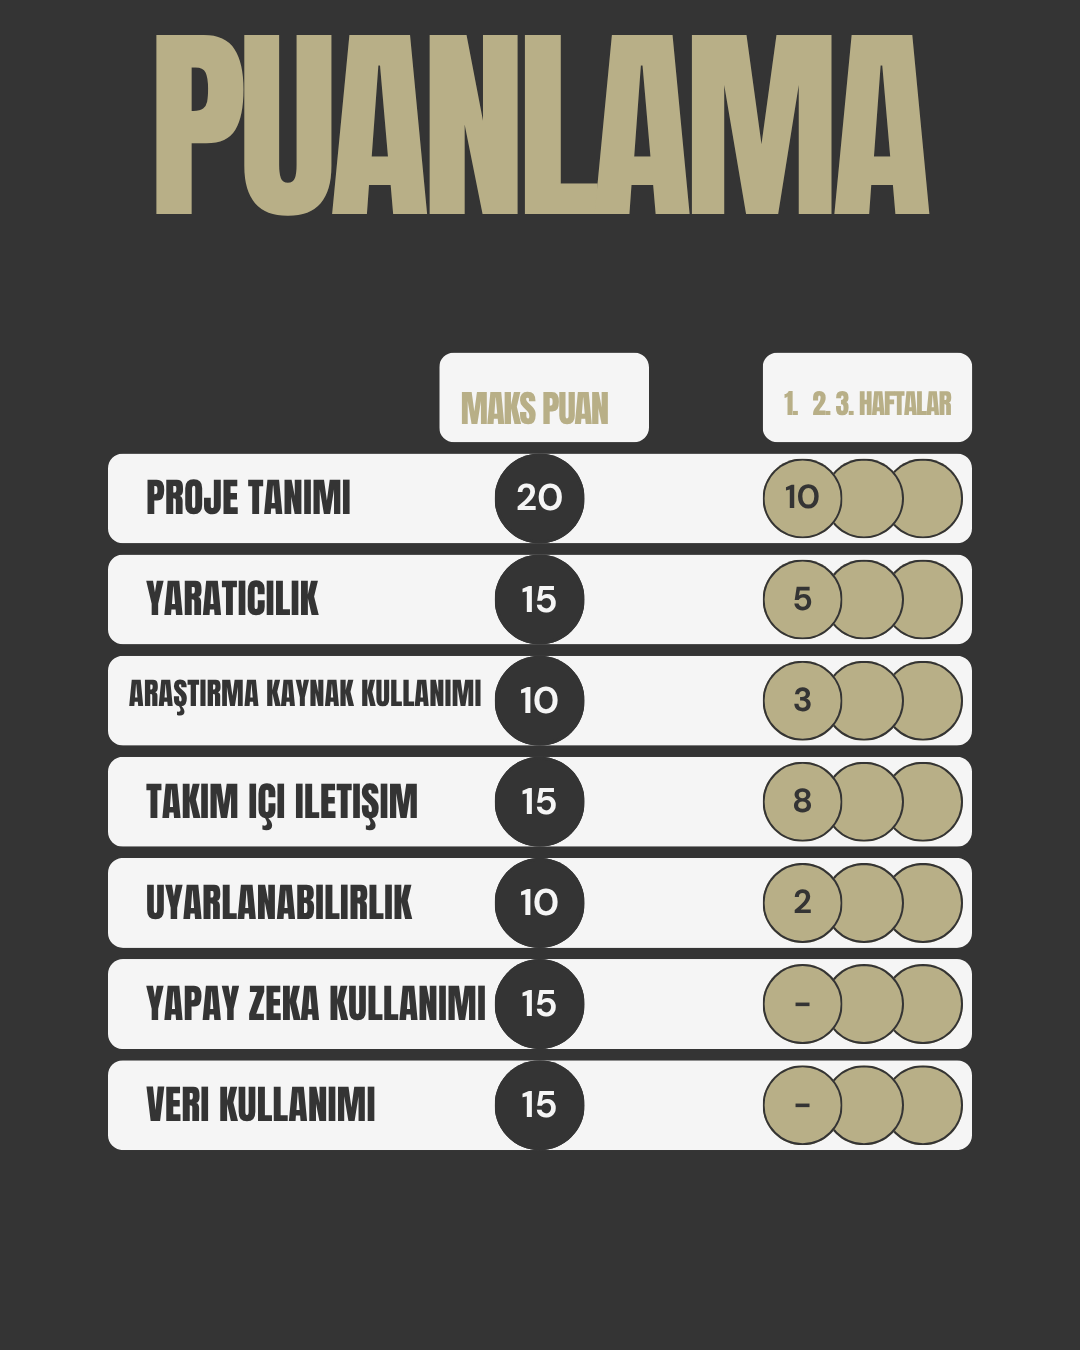 PUANLAMA
MAKS PUAN
1. 2. 3. HAFTALAR
PROJE TANIMI 20 10
YARATICILIK 15 5
ARAŞTIRMA KAYNAK KULLANIMI 10 3
TAKIM IÇI ILETIŞIM 15 8
UYARLANABILIRLIK 10 2
YAPAY ZEKA KULLANIMI 15 -
VERI KULLANIMI 15 -